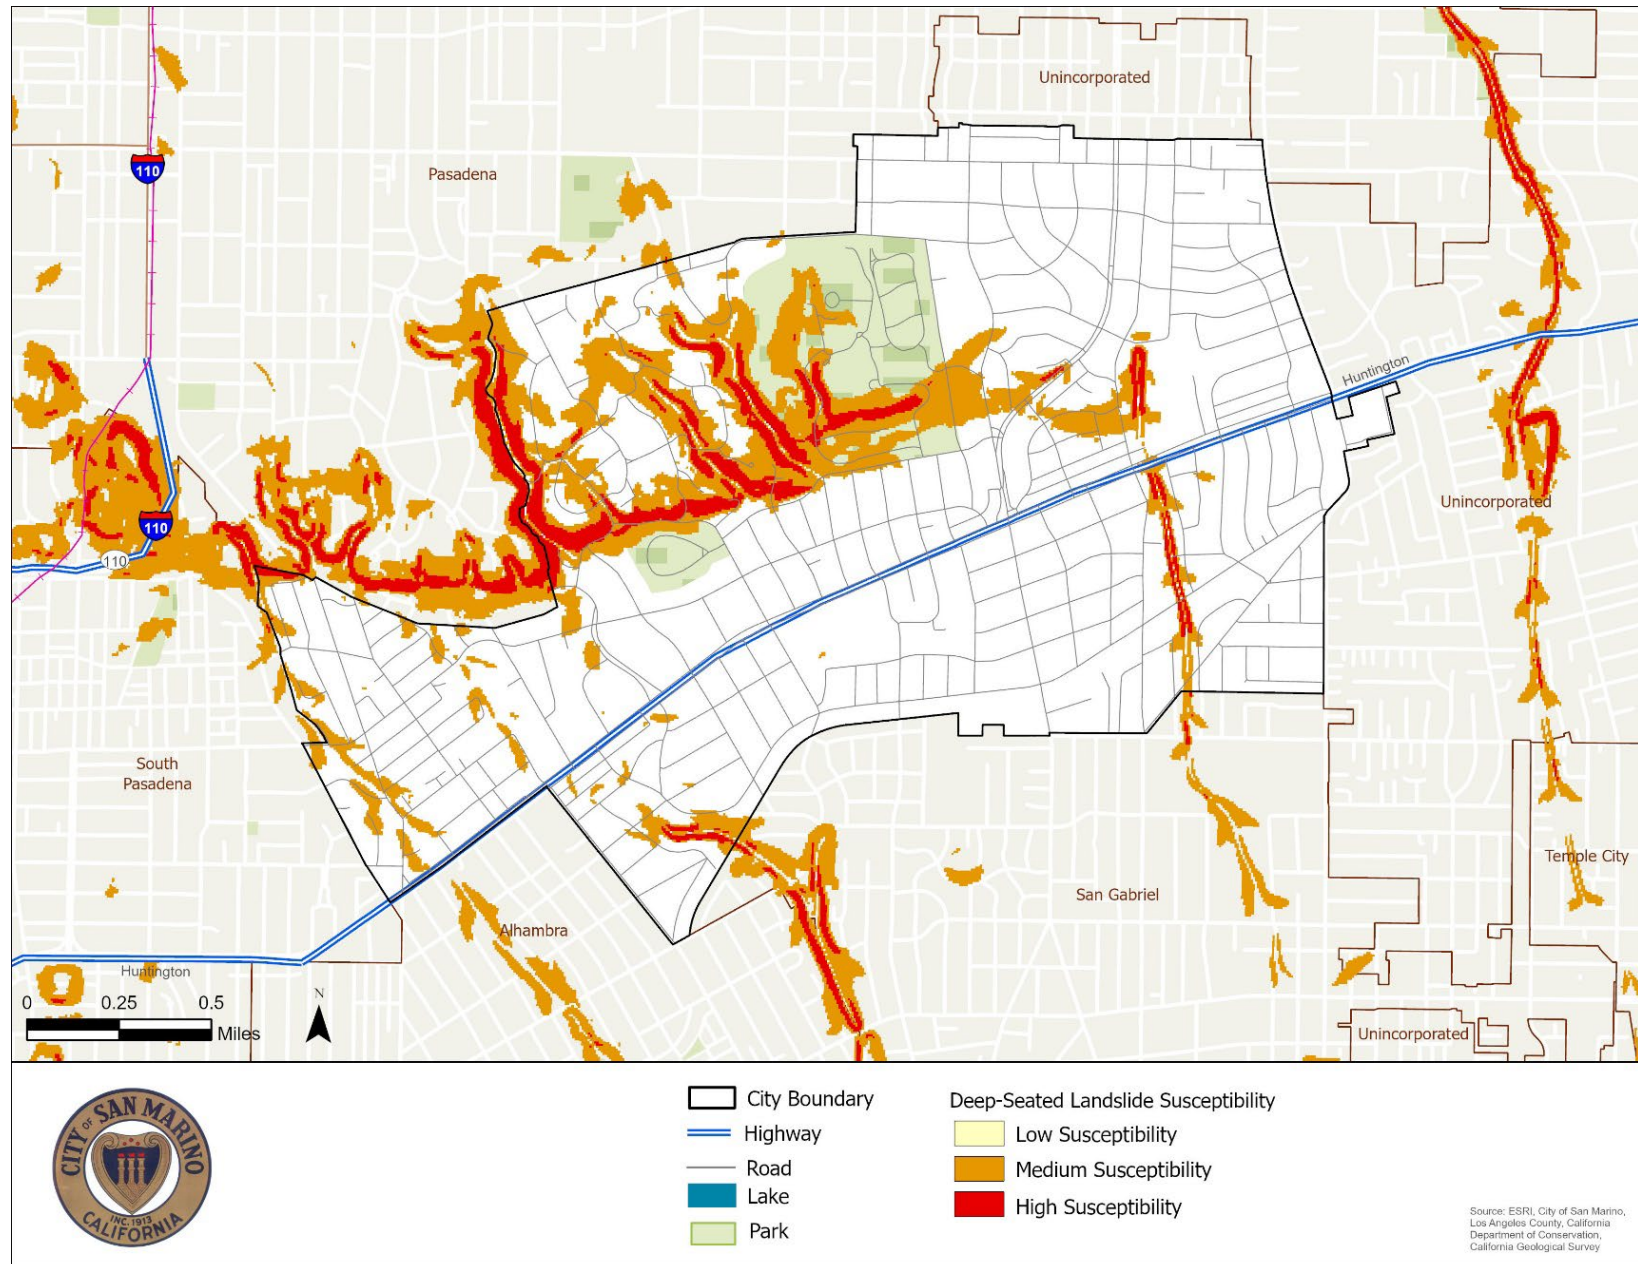 Unincorporated
110
Pasadena
Huntington
Unincorporated
110
110
South
Pasadena
Temple City
San Gabriel
Alhambra
Huntington
0 0.25 0.5
Miles
N
Unincorporated
CITY OF SAN MARINO
INC. 1913
CALIFORNIA
City Boundary
Highway
Road
Lake
Park
Deep-Seated Landslide Susceptibility
Low Susceptibility
Medium Susceptibility
High Susceptibility
Source: ESRI, City of San Marino,
Los Angeles County, California
Department of Conservation,
California Geological Survey